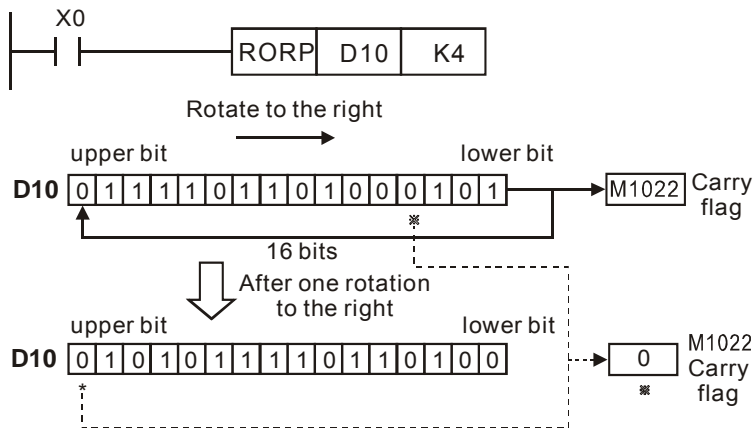 X0
RORP D10 K4
Rotate to the right
upper bit lower bit
D10 0 1 1 1 1 0 1 1 0 1 0 0 0 1 0 1 M1022 Carry flag
※
16 bits
After one rotation
to the right
upper bit lower bit
D10 0 1 0 1 0 1 1 1 1 0 1 1 0 1 0 0 0 M1022 Carry flag
* ※